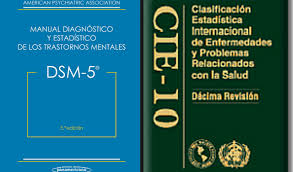 AMERICAN PSYCHIATRIC ASSOCIATION
MANUAL DIAGNÓSTICO
Y ESTADÍSTICO
DE LOS TRASTORNOS MENTALES
DSM-5®
5.ª edición
CIE-10
Clasificación
Estadística
Internacional
de Enfermedades
y Problemas
Relacionados
con la Salud
Décima Revisión